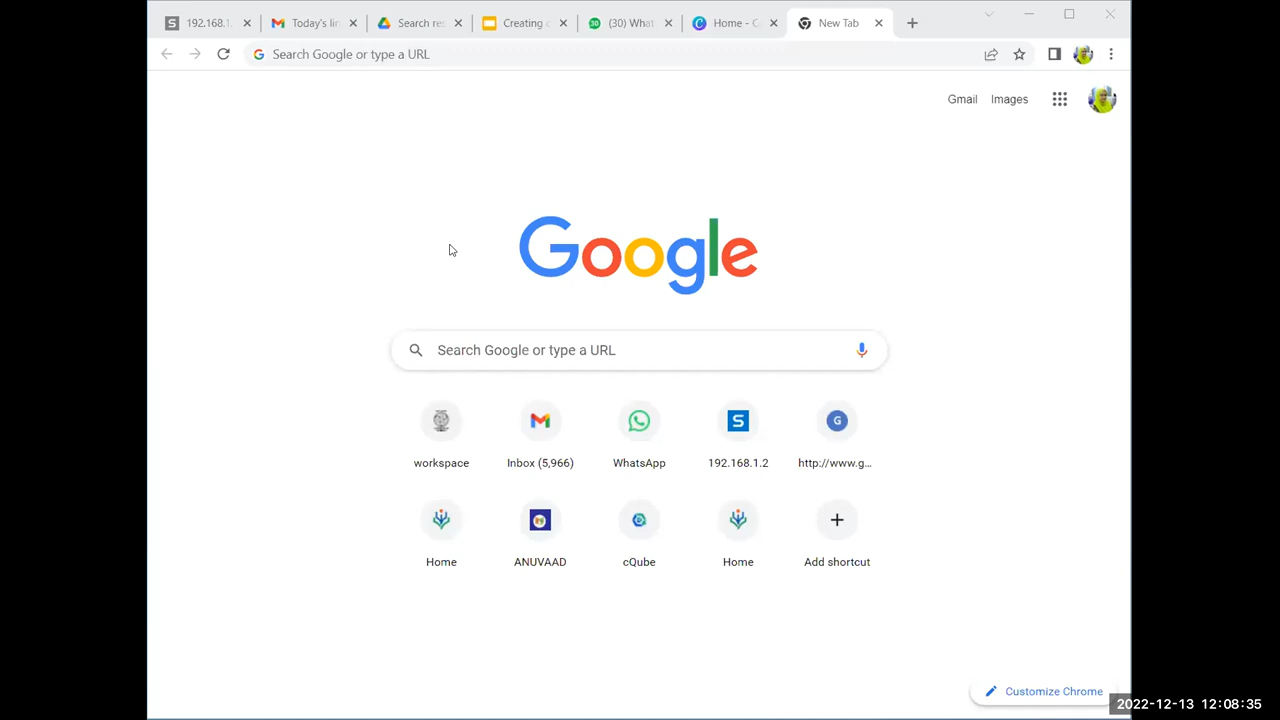 192.168.1. Today's lin Search res Creating c (30) What Home - C New Tab
Search Google or type a URL
Gmail Images
Google
Search Google or type a URL
workspace Inbox (5,966) WhatsApp 192.168.1.2 http://www.g...
Home ANUVAAD cQube Home Add shortcut
Customize Chrome
2022-12-13 12:08:35